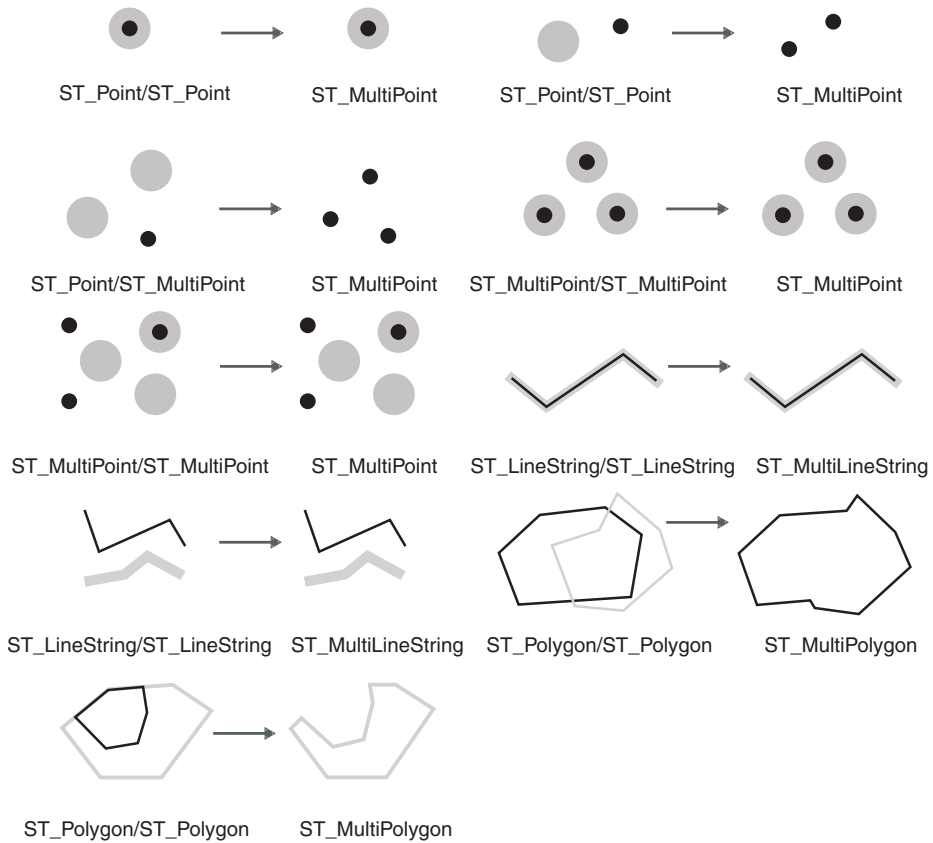 ST_Point/ST_Point ST_MultiPoint ST_Point/ST_Point ST_MultiPoint
ST_Point/ST_MultiPoint ST_MultiPoint ST_MultiPoint/ST_MultiPoint ST_MultiPoint
ST_MultiPoint/ST_MultiPoint ST_MultiPoint ST_LineString/ST_LineString ST_MultiLineString
ST_LineString/ST_LineString ST_MultiLineString ST_Polygon/ST_Polygon ST_MultiPolygon
ST_Polygon/ST_Polygon ST_MultiPolygon